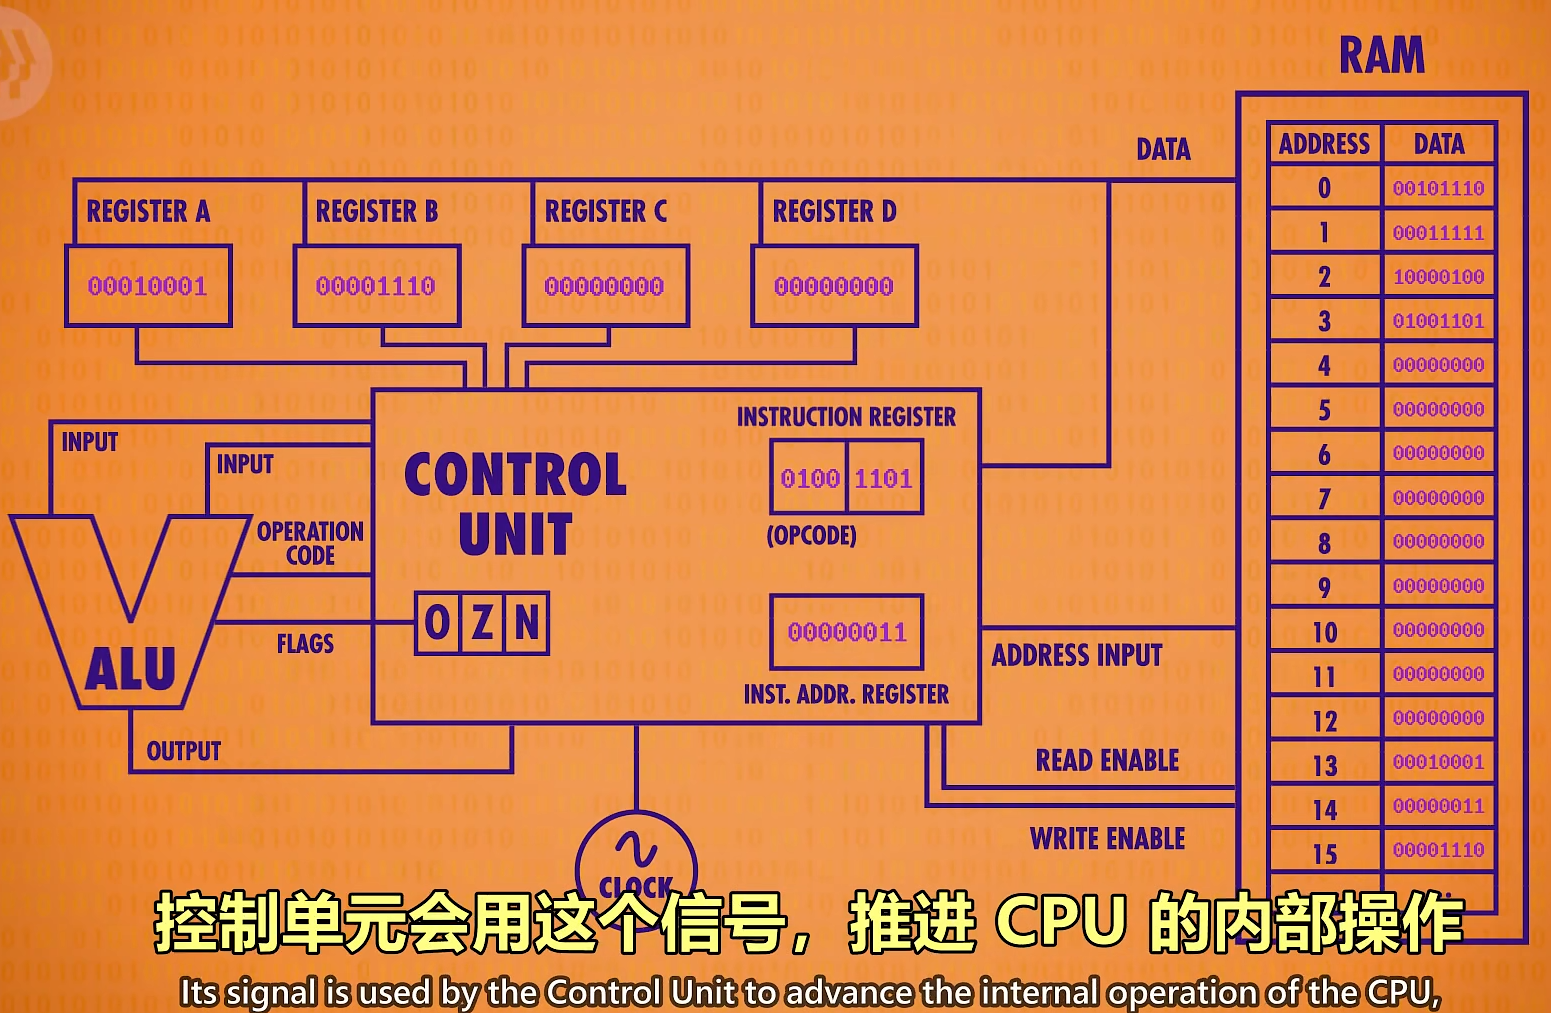 RAM
DATA
ADDRESS DATA
0 00101110
1 00011111
2 10000100
3 01001101
4 00000000
5 00000000
6 00000000
7 00000000
8 00000000
9 00000000
10 00000000
11 00000000
12 00000000
13 00010001
14 00000011
15 00001110
REGISTER A REGISTER B REGISTER C REGISTER D
00010001 00001110 00000000 00000000
INPUT
INPUT
OPERATION
CODE
FLAGS
ALU
OUTPUT
CONTROL
UNIT
O Z N
INSTRUCTION REGISTER
0100 1101
(OPCODE)
00000011
INST. ADDR. REGISTER
ADDRESS INPUT
READ ENABLE
WRITE ENABLE
CLOCK
控制单元会用这个信号，推进 CPU 的内部操作
Its signal is used by the Control Unit to advance the internal operation of the CPU,